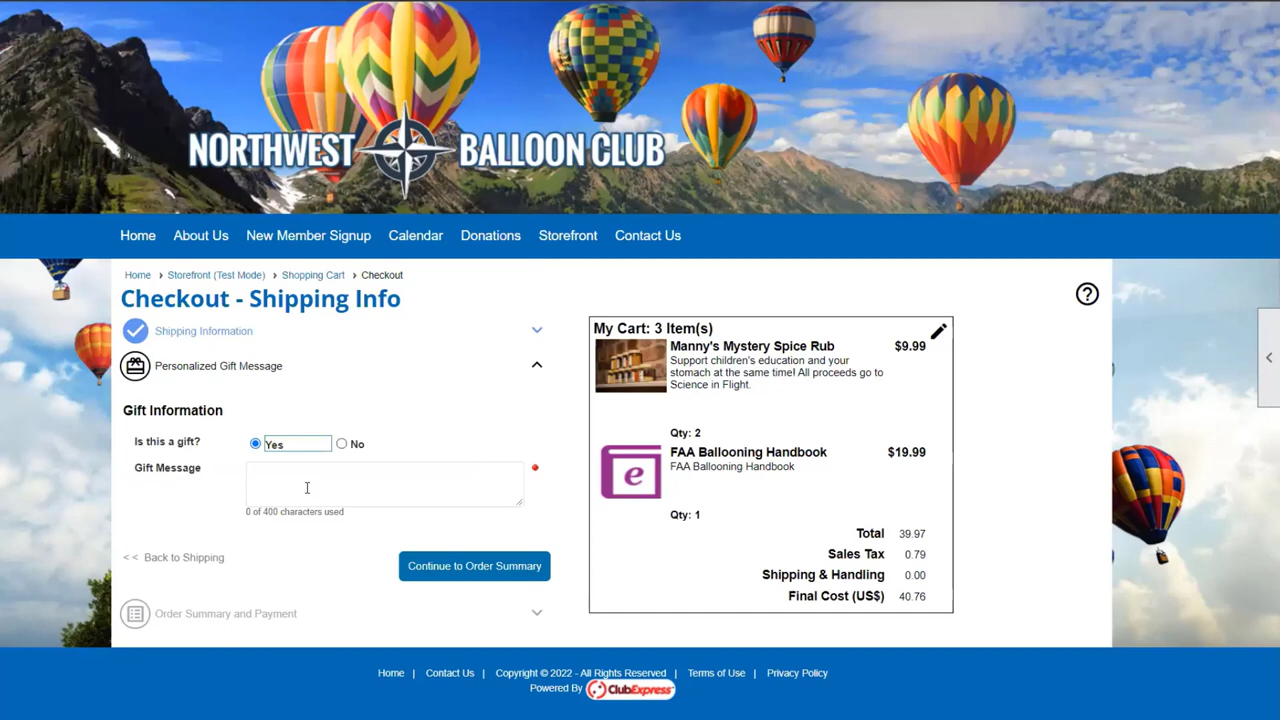 NORTHWEST BALLOON CLUB
Home About Us New Member Signup Calendar Donations Storefront Contact Us
Home › Storefront (Test Mode) › Shopping Cart › Checkout
Checkout - Shipping Info
?
Shipping Information
Personalized Gift Message
Gift Information
Is this a gift? Yes No
Gift Message
0 of 400 characters used
<< Back to Shipping
Continue to Order Summary
Order Summary and Payment
My Cart: 3 Item(s)
Manny's Mystery Spice Rub $9.99
Support children's education and your
stomach at the same time! All proceeds go to
Science in Flight.
Qty: 2
e
FAA Ballooning Handbook $19.99
FAA Ballooning Handbook
Qty: 1
Total 39.97
Sales Tax 0.79
Shipping & Handling 0.00
Final Cost (US$) 40.76
Home | Contact Us | Copyright © 2022 - All Rights Reserved | Terms of Use | Privacy Policy
Powered By ClubExpress